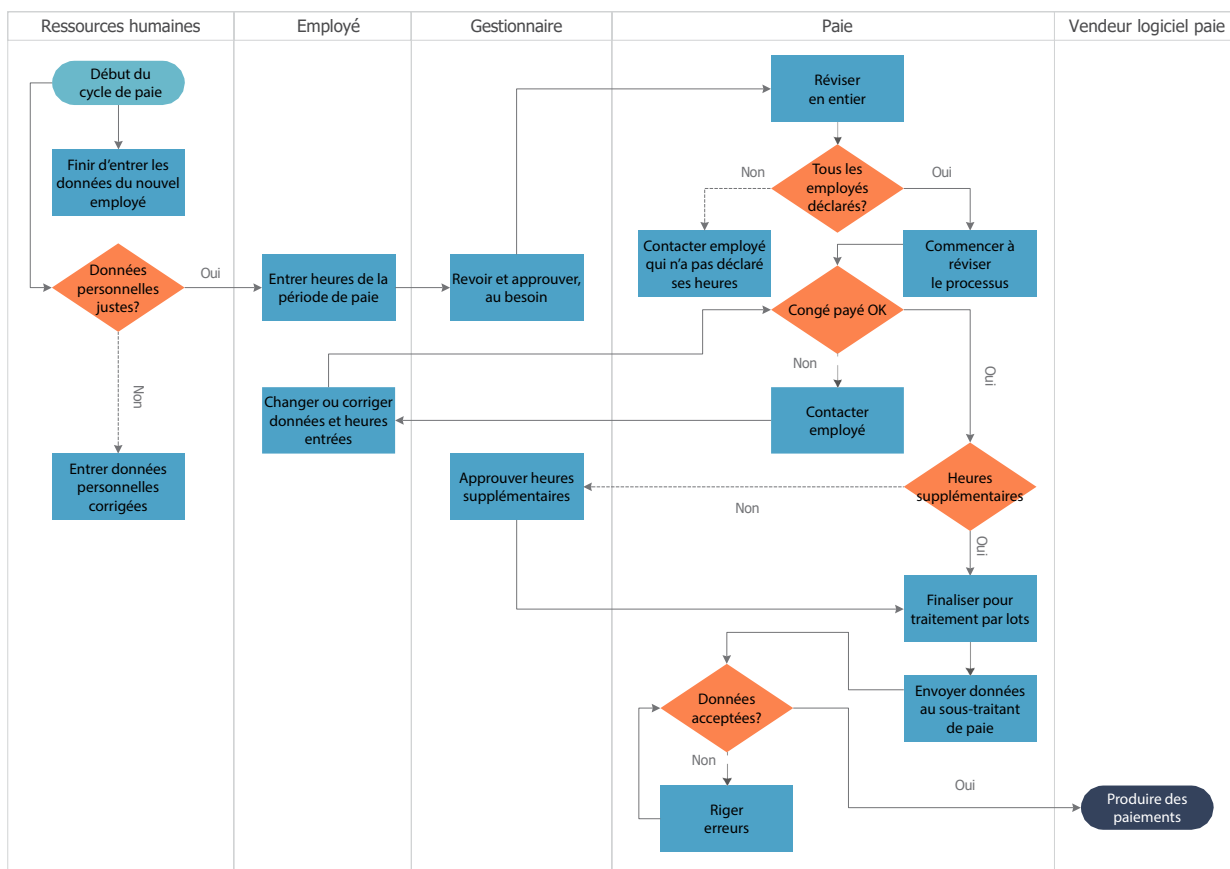 Ressources humaines
Employé
Gestionnaire
Paie
Vendeur logiciel paie
Début du
cycle de paie
Réviser
en entier
Finir d'entrer les
données du nouvel
employé
Non
Tous les
employés
déclarés?
Oui
Données
personnelles
justes?
Oui
Entrer heures de la
période de paie
Revoir et approuver,
au besoin
Contacter employé
qui n'a pas déclaré
ses heures
Commencer à
réviser
le processus
Congé payé OK
Non
Oui
Non
Changer ou corriger
données et heures
entrées
Contacter
employé
Entrer données
personnelles
corrigées
Approuver heures
supplémentaires
Non
Heures
supplémentaires
Oui
Finaliser pour
traitement par lots
Données
acceptées?
Envoyer données
au sous-traitant
de paie
Non
Oui
Riger
erreurs
Produire des
paiements